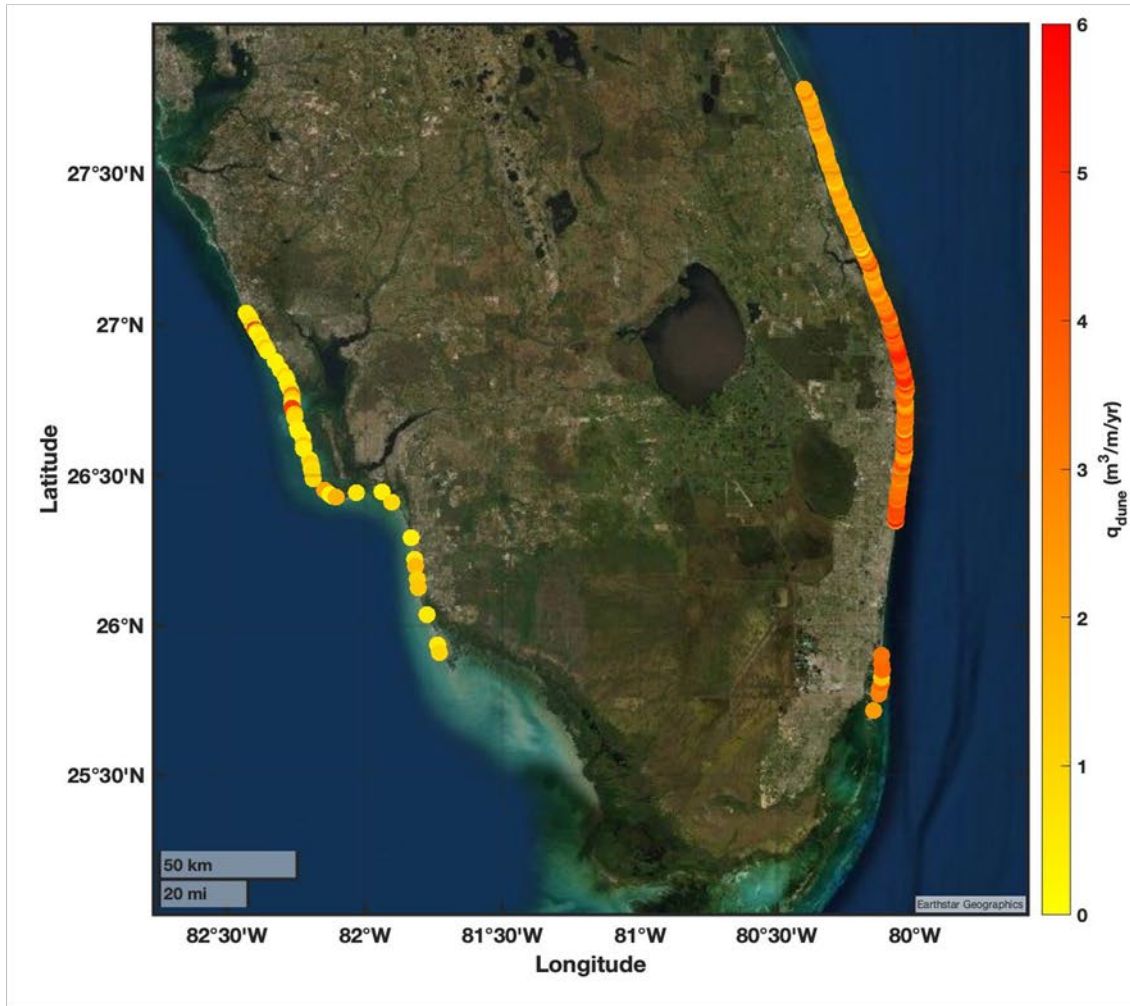 27°30'N
27°N
26°30'N
26°N
25°30'N
Latitude
50 km
20 mi
Earthstar Geographics
82°30'W
82°W
81°30'W
81°W
80°30'W
80°W
Longitude
6
5
4
3
2
1
0
q_dune (m³/m/yr)